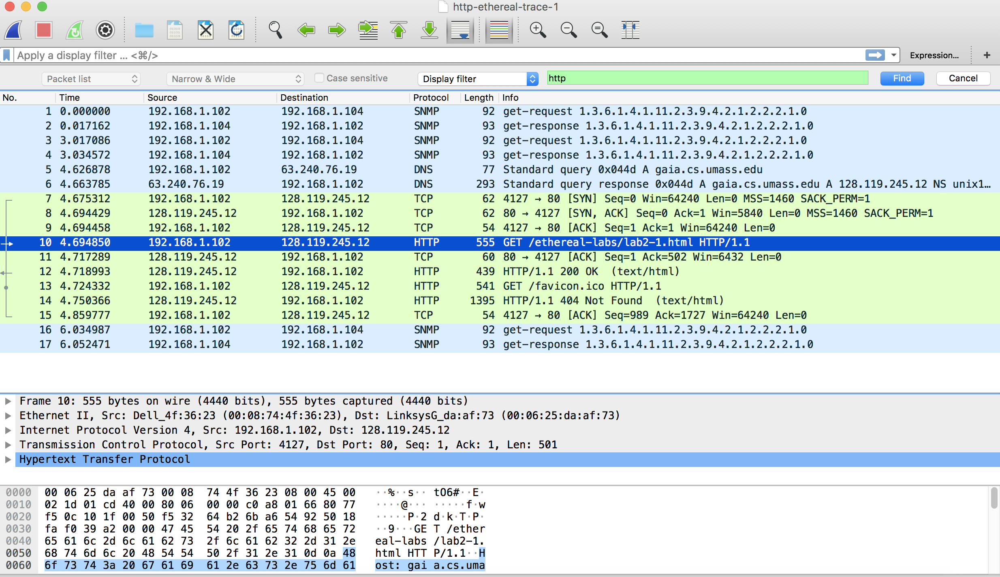 http-ethereal-trace-1
Apply a display filter ... <⌘/>
Expression... +
Packet list Narrow & Wide Case sensitive Display filter http Find Cancel
No. Time Source Destination Protocol Length Info
1 0.000000 192.168.1.102 192.168.1.104 SNMP 92 get-request 1.3.6.1.4.1.11.2.3.9.4.2.1.2.2.2.1.0
2 0.017162 192.168.1.104 192.168.1.102 SNMP 93 get-response 1.3.6.1.4.1.11.2.3.9.4.2.1.2.2.2.1.0
3 3.017086 192.168.1.102 192.168.1.104 SNMP 92 get-request 1.3.6.1.4.1.11.2.3.9.4.2.1.2.2.2.1.0
4 3.034572 192.168.1.104 192.168.1.102 SNMP 93 get-response 1.3.6.1.4.1.11.2.3.9.4.2.1.2.2.2.1.0
5 4.626878 192.168.1.102 63.240.76.19 DNS 77 Standard query 0x044d A gaia.cs.umass.edu
6 4.663785 63.240.76.19 192.168.1.102 DNS 293 Standard query response 0x044d A gaia.cs.umass.edu A 128.119.245.12 NS unix1…
7 4.675312 192.168.1.102 128.119.245.12 TCP 62 4127 → 80 [SYN] Seq=0 Win=64240 Len=0 MSS=1460 SACK_PERM=1
8 4.694429 128.119.245.12 192.168.1.102 TCP 62 80 → 4127 [SYN, ACK] Seq=0 Ack=1 Win=5840 Len=0 MSS=1460 SACK_PERM=1
9 4.694458 192.168.1.102 128.119.245.12 TCP 54 4127 → 80 [ACK] Seq=1 Ack=1 Win=64240 Len=0
10 4.694850 192.168.1.102 128.119.245.12 HTTP 555 GET /ethereal-labs/lab2-1.html HTTP/1.1
11 4.717289 128.119.245.12 192.168.1.102 TCP 60 80 → 4127 [ACK] Seq=1 Ack=502 Win=6432 Len=0
12 4.718993 128.119.245.12 192.168.1.102 HTTP 439 HTTP/1.1 200 OK (text/html)
13 4.724332 192.168.1.102 128.119.245.12 HTTP 541 GET /favicon.ico HTTP/1.1
14 4.750366 128.119.245.12 192.168.1.102 HTTP 1395 HTTP/1.1 404 Not Found (text/html)
15 4.859777 192.168.1.102 128.119.245.12 TCP 54 4127 → 80 [ACK] Seq=989 Ack=1727 Win=64240 Len=0
16 6.034987 192.168.1.102 192.168.1.104 SNMP 92 get-request 1.3.6.1.4.1.11.2.3.9.4.2.1.2.2.2.1.0
17 6.052471 192.168.1.104 192.168.1.102 SNMP 93 get-response 1.3.6.1.4.1.11.2.3.9.4.2.1.2.2.2.1.0
Frame 10: 555 bytes on wire (4440 bits), 555 bytes captured (4440 bits)
Ethernet II, Src: Dell_4f:36:23 (00:08:74:4f:36:23), Dst: LinksysG_da:af:73 (00:06:25:da:af:73)
Internet Protocol Version 4, Src: 192.168.1.102, Dst: 128.119.245.12
Transmission Control Protocol, Src Port: 4127, Dst Port: 80, Seq: 1, Ack: 1, Len: 501
Hypertext Transfer Protocol
0000 00 06 25 da af 73 00 08 74 4f 36 23 08 00 45 00 ··%··s·· tO6#··E·
0010 02 1d 01 cd 40 00 80 06 00 00 c0 a8 01 66 80 77 ····@··· ·····f·w
0020 f5 0c 10 1f 00 50 f5 32 64 b2 6b a6 54 92 50 18 ·····P·2 d·k·T·P·
0030 fa f0 39 a2 00 00 47 45 54 20 2f 65 74 68 65 72 ··9···GE T /ether
0040 65 61 6c 2d 6c 61 62 73 2f 6c 61 62 32 2d 31 2e eal-labs /lab2-1.
0050 68 74 6d 6c 20 48 54 54 50 2f 31 2e 31 0d 0a 48 html HTT P/1.1··H
0060 6f 73 74 3a 20 67 61 69 61 2e 63 73 2e 75 6d 61 ost: gai a.cs.uma